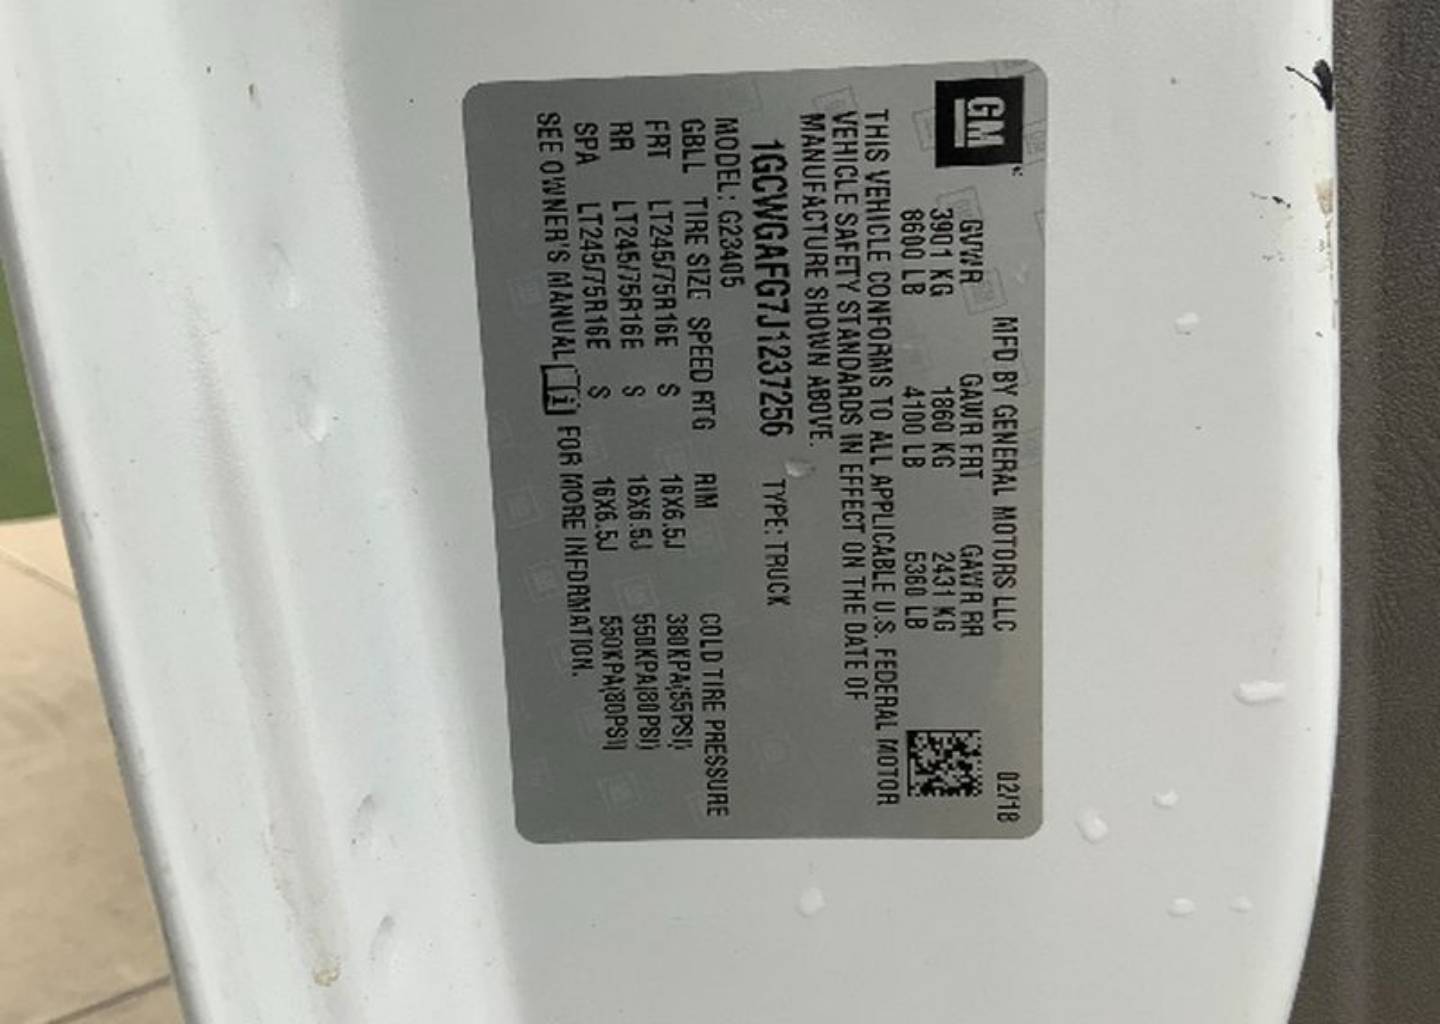 GM
MFD BY GENERAL MOTORS LLC 02/18
GVWR GAWR FRT GAWR RR
3901 KG 1860 KG 2431 KG
8600 LB 4100 LB 5360 LB
THIS VEHICLE CONFORMS TO ALL APPLICABLE U.S. FEDERAL MOTOR
VEHICLE SAFETY STANDARDS IN EFFECT ON THE DATE OF
MANUFACTURE SHOWN ABOVE.
1GCWGAFG7J1237256 TYPE: TRUCK
MODEL: G23405
GBLL TIRE SIZE SPEED RTG RIM COLD TIRE PRESSURE
FRT LT245/75R16E S 16X6.5J 380KPA(55PSI)
RR LT245/75R16E S 16X6.5J 550KPA(80PSI)
SPA LT245/75R16E S 16X6.5J 550KPA(80PSI)
SEE OWNER'S MANUAL i FOR MORE INFORMATION.